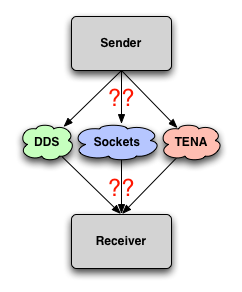 Sender
??
DDS
Sockets
TENA
??
Receiver